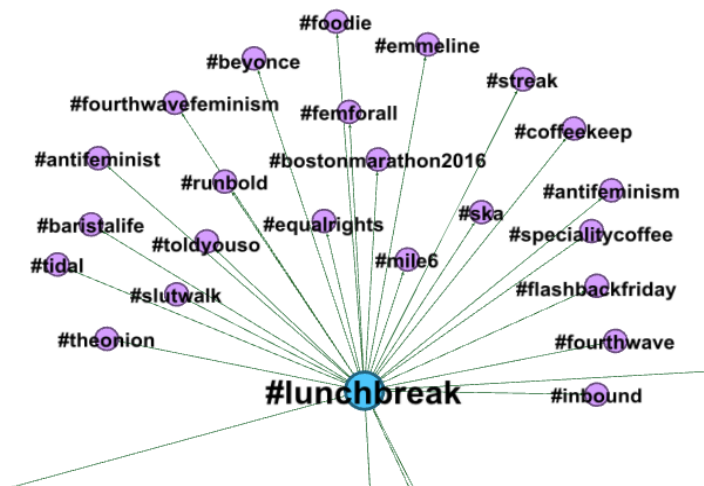 #foodie
#emmeline
#beyonce
#streak
#fourthwavefeminism
#femforall
#coffeekeep
#antifeminist
#bostonmarathon2016
#runbold
#antifeminism
#baristalife
#equalrights
#ska
#toldyouso
#specialitycoffee
#tidal
#mile6
#slutwalk
#flashbackfriday
#theonion
#fourthwave
#lunchbreak
#inbound